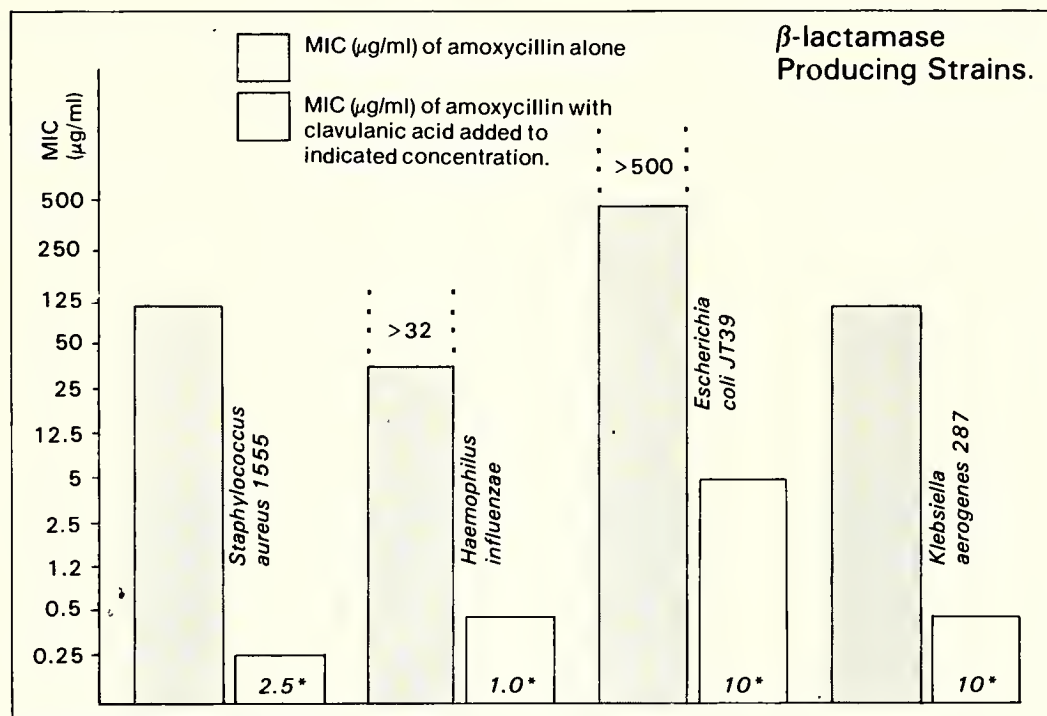 MIC (μg/ml) of amoxycillin alone
MIC (μg/ml) of amoxycillin with
clavulanic acid added to
indicated concentration.
β-lactamase
Producing Strains.
MIC
(μg/ml)
500
250
125
50
25
12.5
5
2.5
1.2
0.5
0.25
Staphylococcus
aureus 1555
2.5*
>32
Haemophilus
influenzae
1.0*
>500
Escherichia
coli JT39
10*
Klebsiella
aerogenes 287
10*